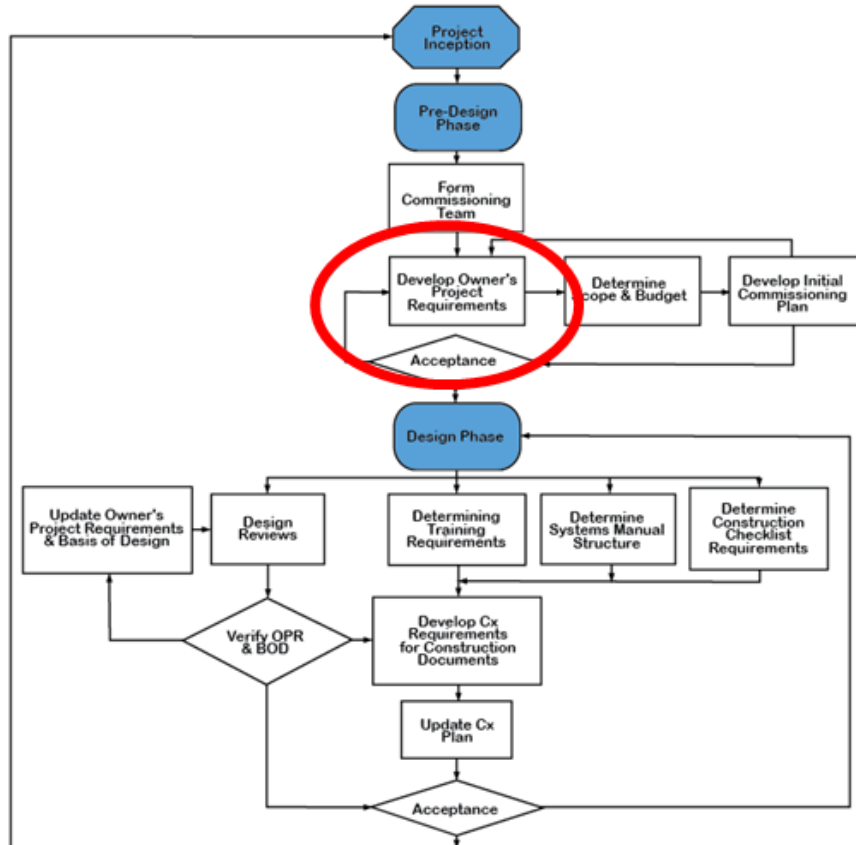 Project
Inception
Pre-Design
Phase
Form
Commissioning
Team
Develop Owner's
Project
Requirements
Determine
Scope & Budget
Develop Initial
Commissioning
Plan
Acceptance
Design Phase
Update Owner's
Project Requirements
& Basis of Design
Design
Reviews
Determining
Training
Requirements
Determine
Systems Manual
Structure
Determine
Construction
Checklist
Requirements
Verify OPR
& BOD
Develop Cx
Requirements
for Construction
Documents
Update Cx
Plan
Acceptance